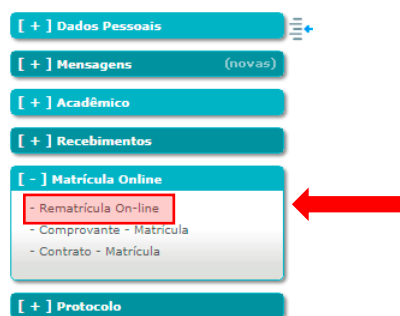 [ + ] Dados Pessoais
[ + ] Mensagens (novas)
[ + ] Acadêmico
[ + ] Recebimentos
[ - ] Matrícula Online
- Rematrícula On-line
- Comprovante - Matrícula
- Contrato - Matrícula
[ + ] Protocolo